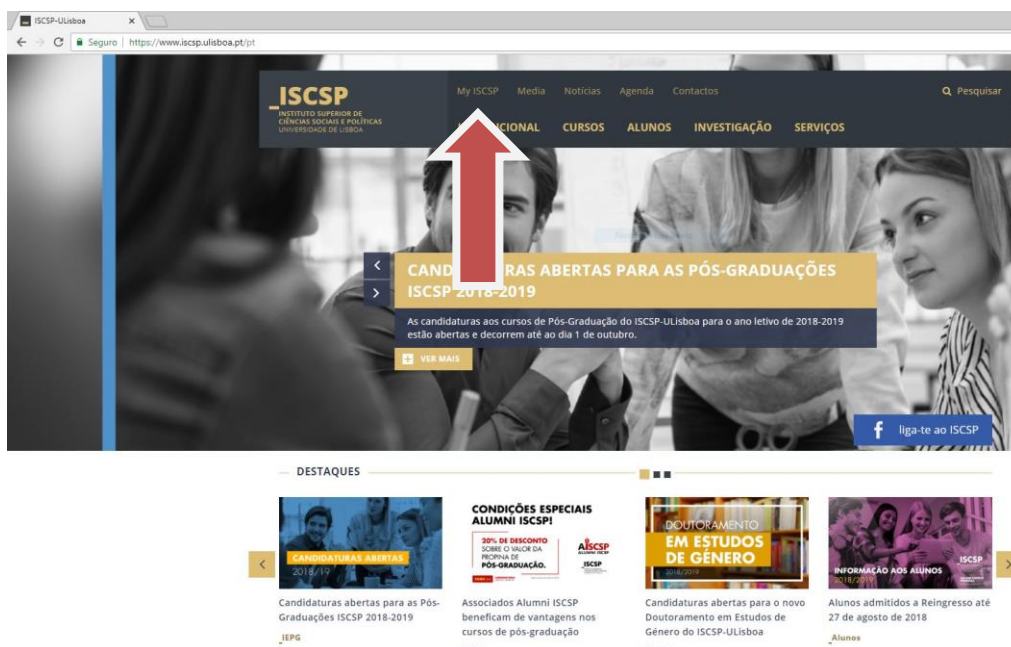 ISCSP-ULisboa
Seguro | https://www.iscsp.ulisboa.pt/pt
_ISCSP
INSTITUTO SUPERIOR DE
CIÊNCIAS SOCIAIS E POLÍTICAS
UNIVERSIDADE DE LISBOA
My ISCSP Media Notícias Agenda Contactos
Pesquisar
CIONAL CURSOS ALUNOS INVESTIGAÇÃO SERVIÇOS
CAND RAS ABERTAS PARA AS PÓS-GRADUAÇÕES
ISCSP 2018-2019
As candidaturas aos cursos de Pós-Graduação do ISCSP-ULisboa para o ano letivo de 2018-2019
estão abertas e decorrem até ao dia 1 de outubro.
VER MAIS
f liga-te ao ISCSP
DESTAQUES
CANDIDATURAS ABERTAS
2018/19
Candidaturas abertas para as Pós-
Graduações ISCSP 2018-2019
_IEPG
CONDIÇÕES ESPECIAIS
ALUMNI ISCSP!
20% DE DESCONTO
SOBRE O VALOR DA
PROPINA DE
PÓS-GRADUAÇÃO.
AISCSP
_ISCSP
Associados Alumni ISCSP
beneficam de vantagens nos
cursos de pós-graduação
DOUTORAMENTO
EM ESTUDOS
DE GÉNERO
2018/2019
Candidaturas abertas para o novo
Doutoramento em Estudos de
Género do ISCSP-ULisboa
ISCSP
INFORMAÇÃO AOS ALUNOS
2018/2019
Alunos admitidos a Reingresso até
27 de agosto de 2018
_Alunos